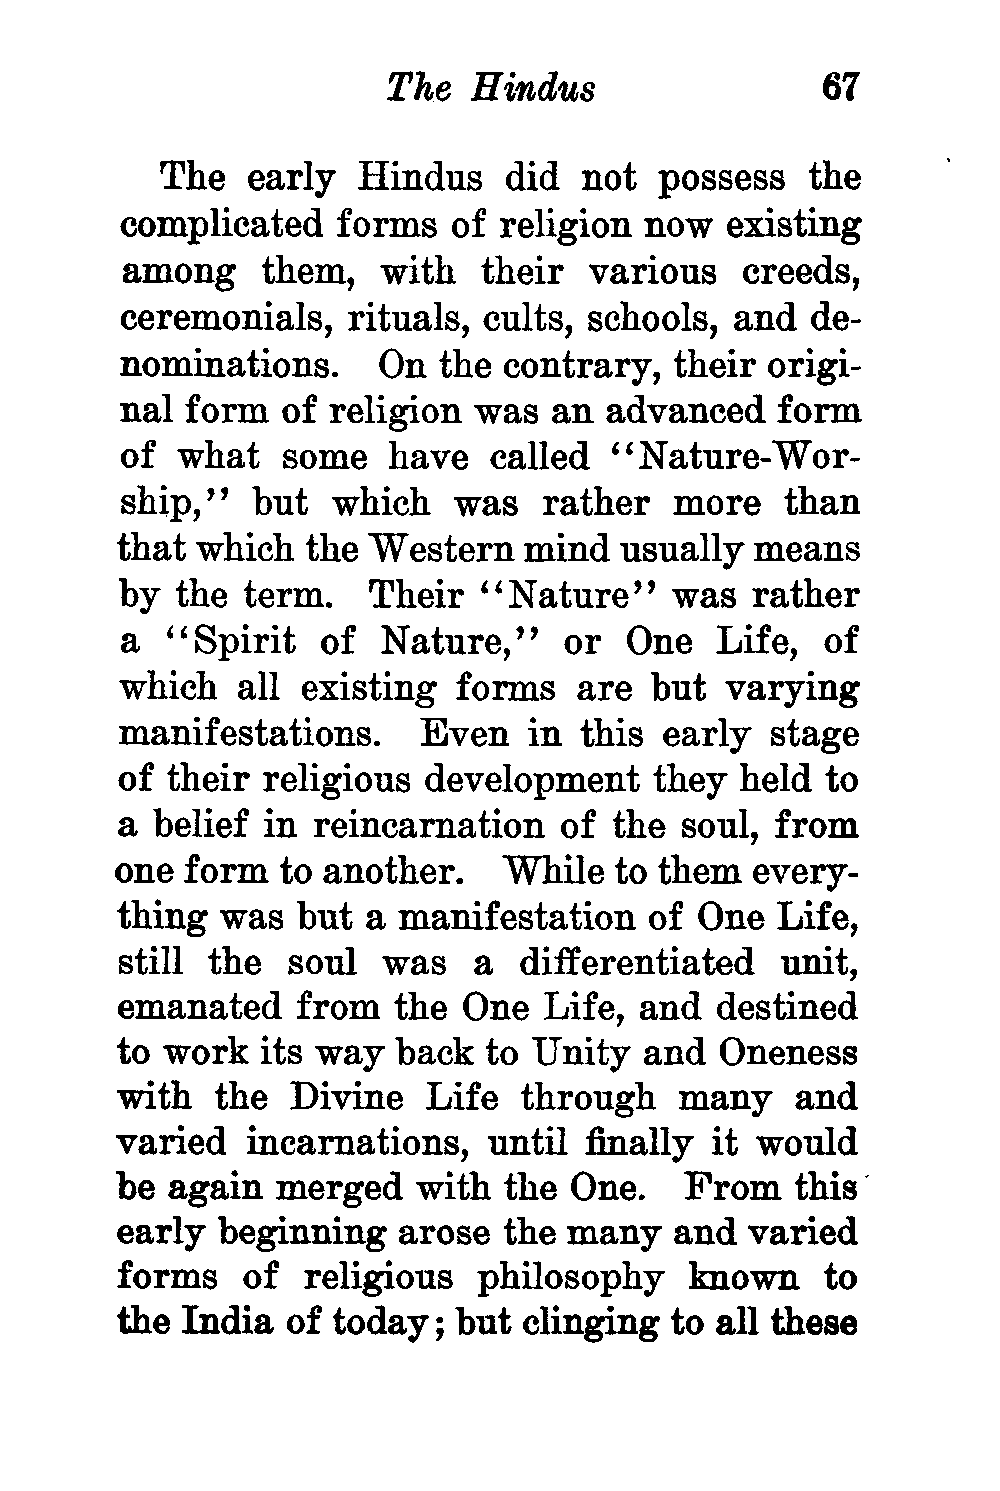 The Hindus 67
The early Hindus did not possess the
complicated forms of religion now existing
among them, with their various creeds,
ceremonials, rituals, cults, schools, and de-
nominations. On the contrary, their origi-
nal form of religion was an advanced form
of what some have called “Nature-Wor-
ship,” but which was rather more than
that which the Western mind usually means
by the term. Their “Nature” was rather
a “Spirit of Nature,” or One Life, of
which all existing forms are but varying
manifestations. Even in this early stage
of their religious development they held to
a belief in reincarnation of the soul, from
one form to another. While to them every-
thing was but a manifestation of One Life,
still the soul was a differentiated unit,
emanated from the One Life, and destined
to work its way back to Unity and Oneness
with the Divine Life through many and
varied incarnations, until finally it would
be again merged with the One. From this
early beginning arose the many and varied
forms of religious philosophy known to
the India of today; but clinging to all these